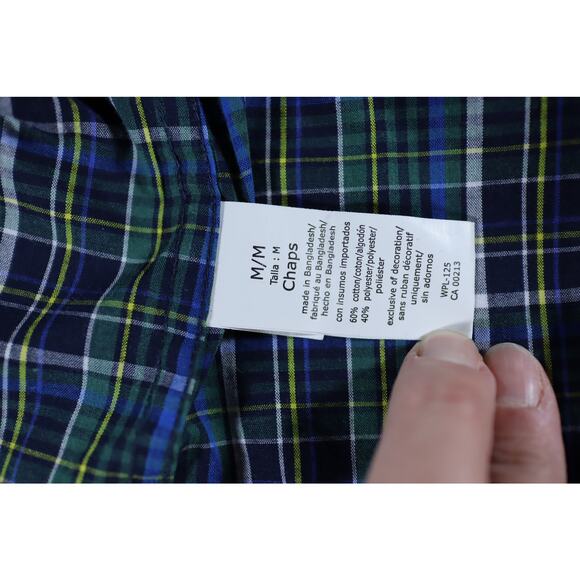 M/M
Talla : M
Chaps
made in Bangladesh/
fabriqué au Bangladesh/
hecho en Bangladesh
con insumos importados
60% cotton/coton/algodón
40% polyester/polyester/
poliéster
exclusive of decoration/
sans ruban décoratif
uniquement/
sin adornos
WPL-125
CA 00213